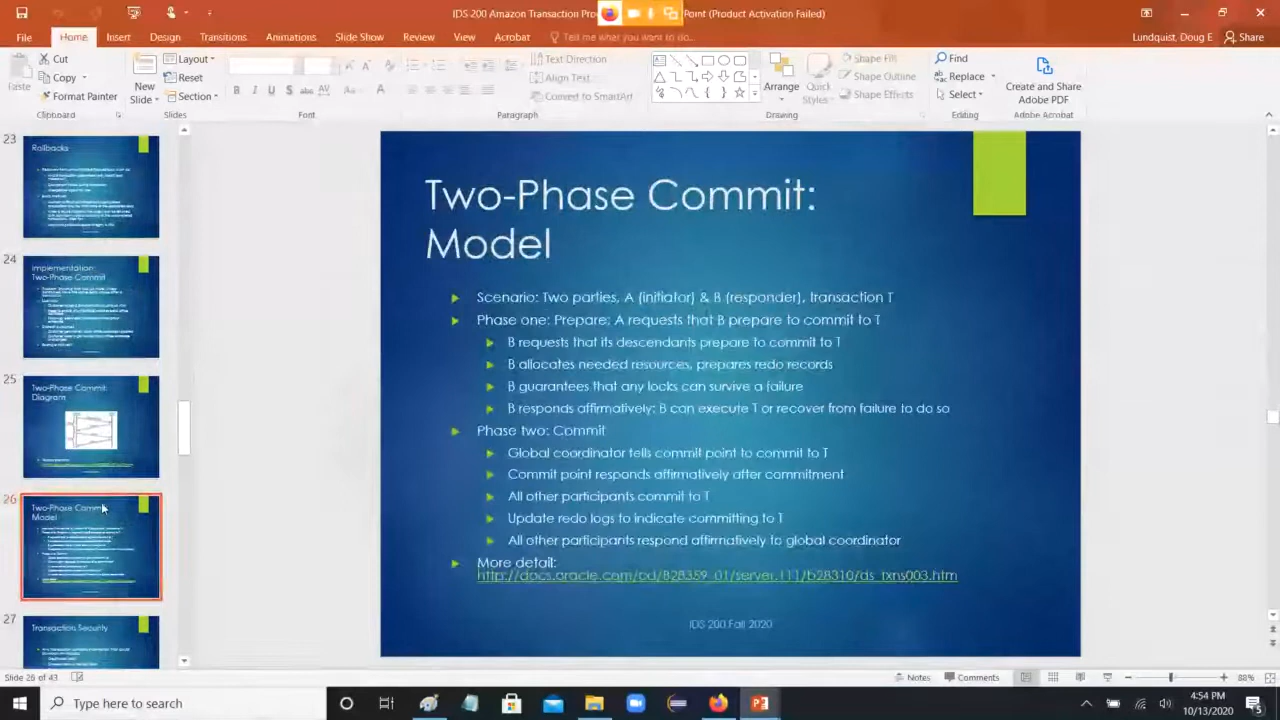 IDS 200 Amazon Transaction Pro
Point (Product Activation Failed)
File Home Insert Design Transitions Animations Slide Show Review View Acrobat Tell me what you want to do...
Lundquist, Doug E Share
Paste
Cut
Copy
Format Painter
Clipboard
New
Slide
Layout
Reset
Section
Slides
Font
Text Direction
Align Text
Convert to SmartArt
Paragraph
Arrange
Quick
Styles
Shape Fill
Shape Outline
Shape Effects
Drawing
Find
Replace
Select
Editing
Create and Share
Adobe PDF
Adobe Acrobat
23
Rollbacks
24
Implementation:
Two-Phase Commit
25
Two-Phase Commit:
Diagram
26
Two-Phase Commit:
Model
27
Transaction Security
Two-Phase Commit:
Model
Scenario: Two parties, A (initiator) & B (responder), transaction T
Phase one: Prepare: A requests that B prepare to commit to T
B requests that its descendants prepare to commit to T
B allocates needed resources, prepares redo records
B guarantees that any locks can survive a failure
B responds affirmatively: B can execute T or recover from failure to do so
Phase two: Commit
Global coordinator tells commit point to commit to T
Commit point responds affirmatively after commitment
All other participants commit to T
Update redo logs to indicate committing to T
All other participants respond affirmatively to global coordinator
More detail:
IDS 200 Fall 2020
Slide 26 of 43
Notes Comments 88%
Type here to search
4:54 PM
10/13/2020